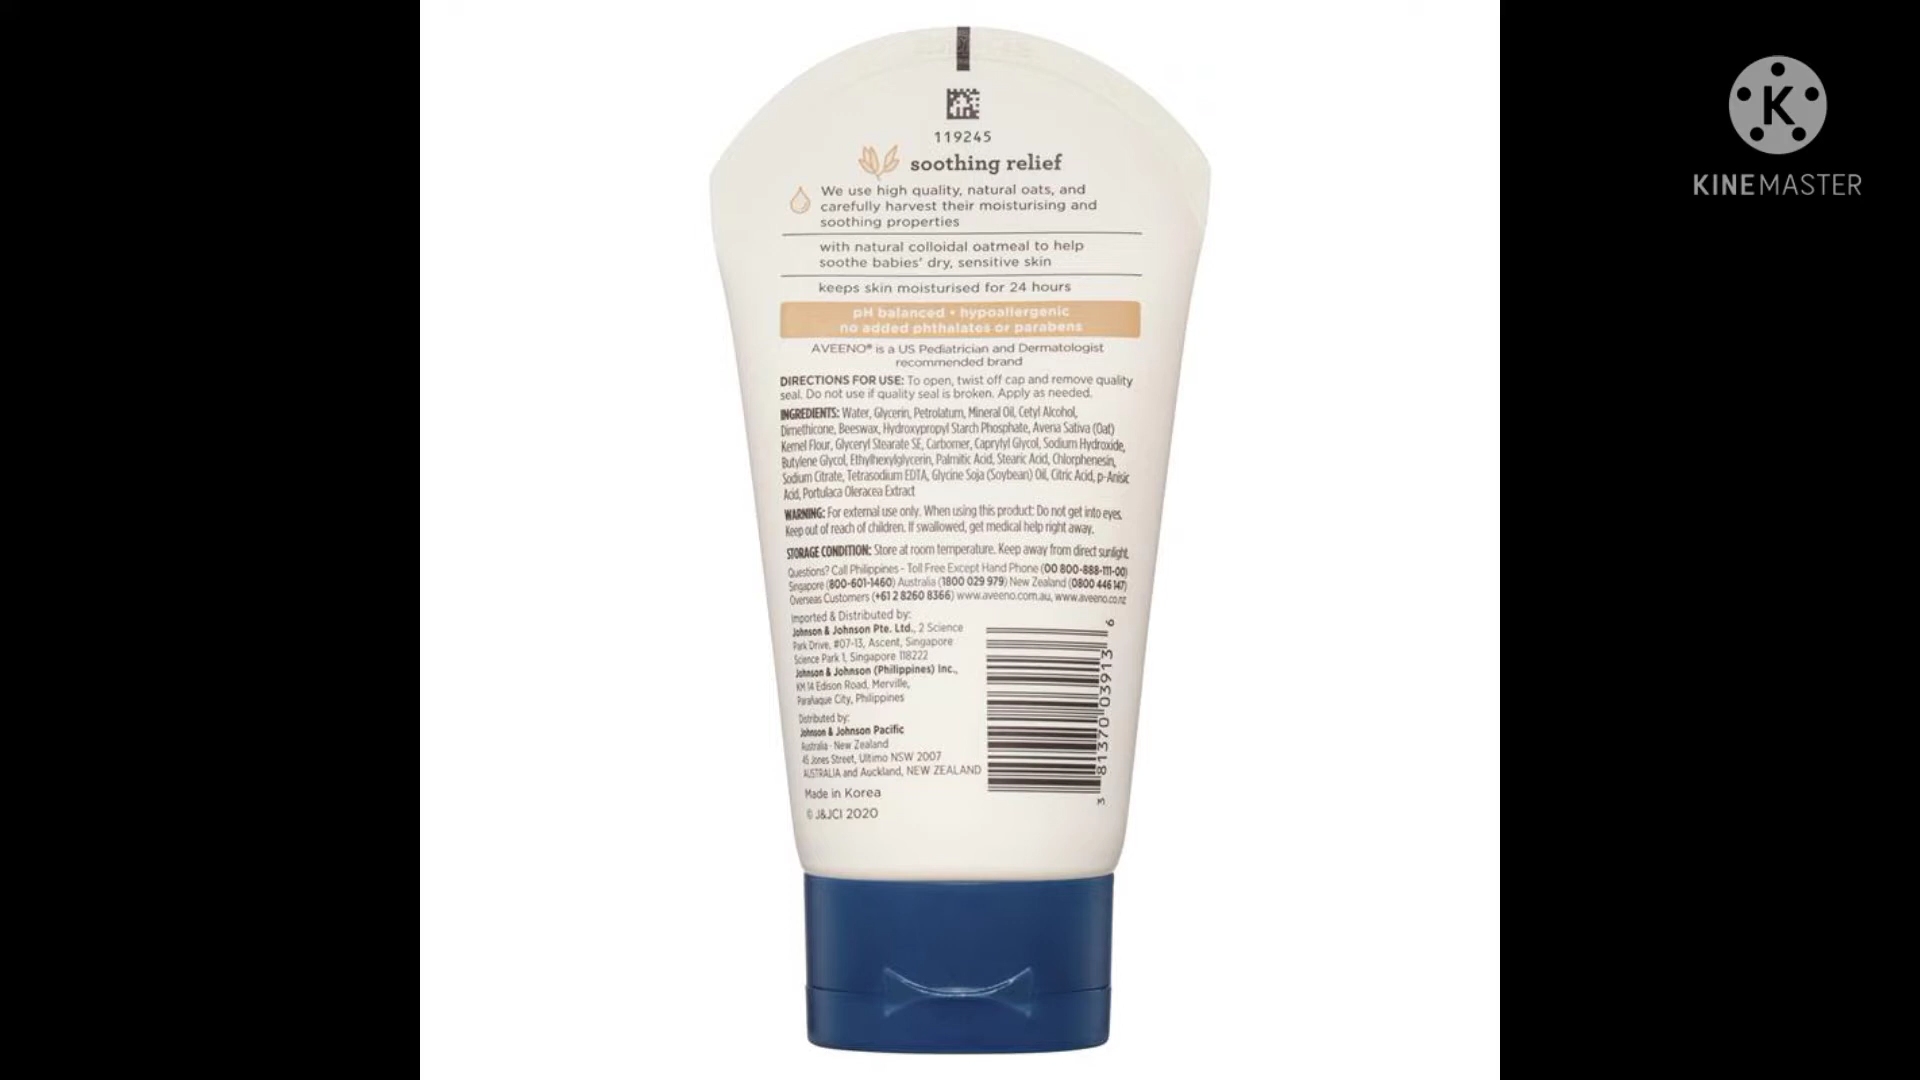 119245
soothing relief
We use high quality, natural oats, and
carefully harvest their moisturising and
soothing properties
with natural colloidal oatmeal to help
soothe babies' dry, sensitive skin
keeps skin moisturised for 24 hours
pH balanced • hypoallergenic
no added phthalates or parabens
AVEENO® is a US Pediatrician and Dermatologist
recommended brand
DIRECTIONS FOR USE: To open, twist off cap and remove quality
seal. Do not use if quality seal is broken. Apply as needed.
INGREDIENTS: Water, Glycerin, Petrolatum, Mineral Oil, Cetyl Alcohol,
Dimethicone, Beeswax, Hydroxypropyl Starch Phosphate, Avena Sativa (Oat)
Kernel Flour, Glyceryl Stearate SE, Carbomer, Caprylyl Glycol, Sodium Hydroxide,
Butylene Glycol, Ethylhexylglycerin, Palmitic Acid, Stearic Acid, Chlorphenesin,
Sodium Citrate, Tetrasodium EDTA, Glycine Soja (Soybean) Oil, Citric Acid, p-Anisic
Acid, Portulaca Oleracea Extract
WARNING: For external use only. When using this product: Do not get into eyes.
Keep out of reach of children. If swallowed, get medical help right away.
STORAGE CONDITION: Store at room temperature. Keep away from direct sunlight.
Questions? Call Philippines - Toll Free Except Hand Phone (00 800-888-111-00)
Singapore (800-601-1460) Australia (1800 029 979) New Zealand (0800 446 147)
Overseas Customers (+61 2 8260 8366) www.aveeno.com.au, www.aveeno.co.nz
Imported & Distributed by:
Johnson & Johnson Pte. Ltd., 2 Science
Park Drive, #07-13, Ascent, Singapore
Science Park 1, Singapore 118222
Johnson & Johnson (Philippines) Inc.,
KM 14 Edison Road, Merville,
Parañaque City, Philippines
Distributed by:
Johnson & Johnson Pacific
Australia - New Zealand
45 Jones Street, Ultimo NSW 2007
AUSTRALIA and Auckland, NEW ZEALAND
Made in Korea
© J&JCI 2020
3 81370 03913 6
K
KINEMASTER